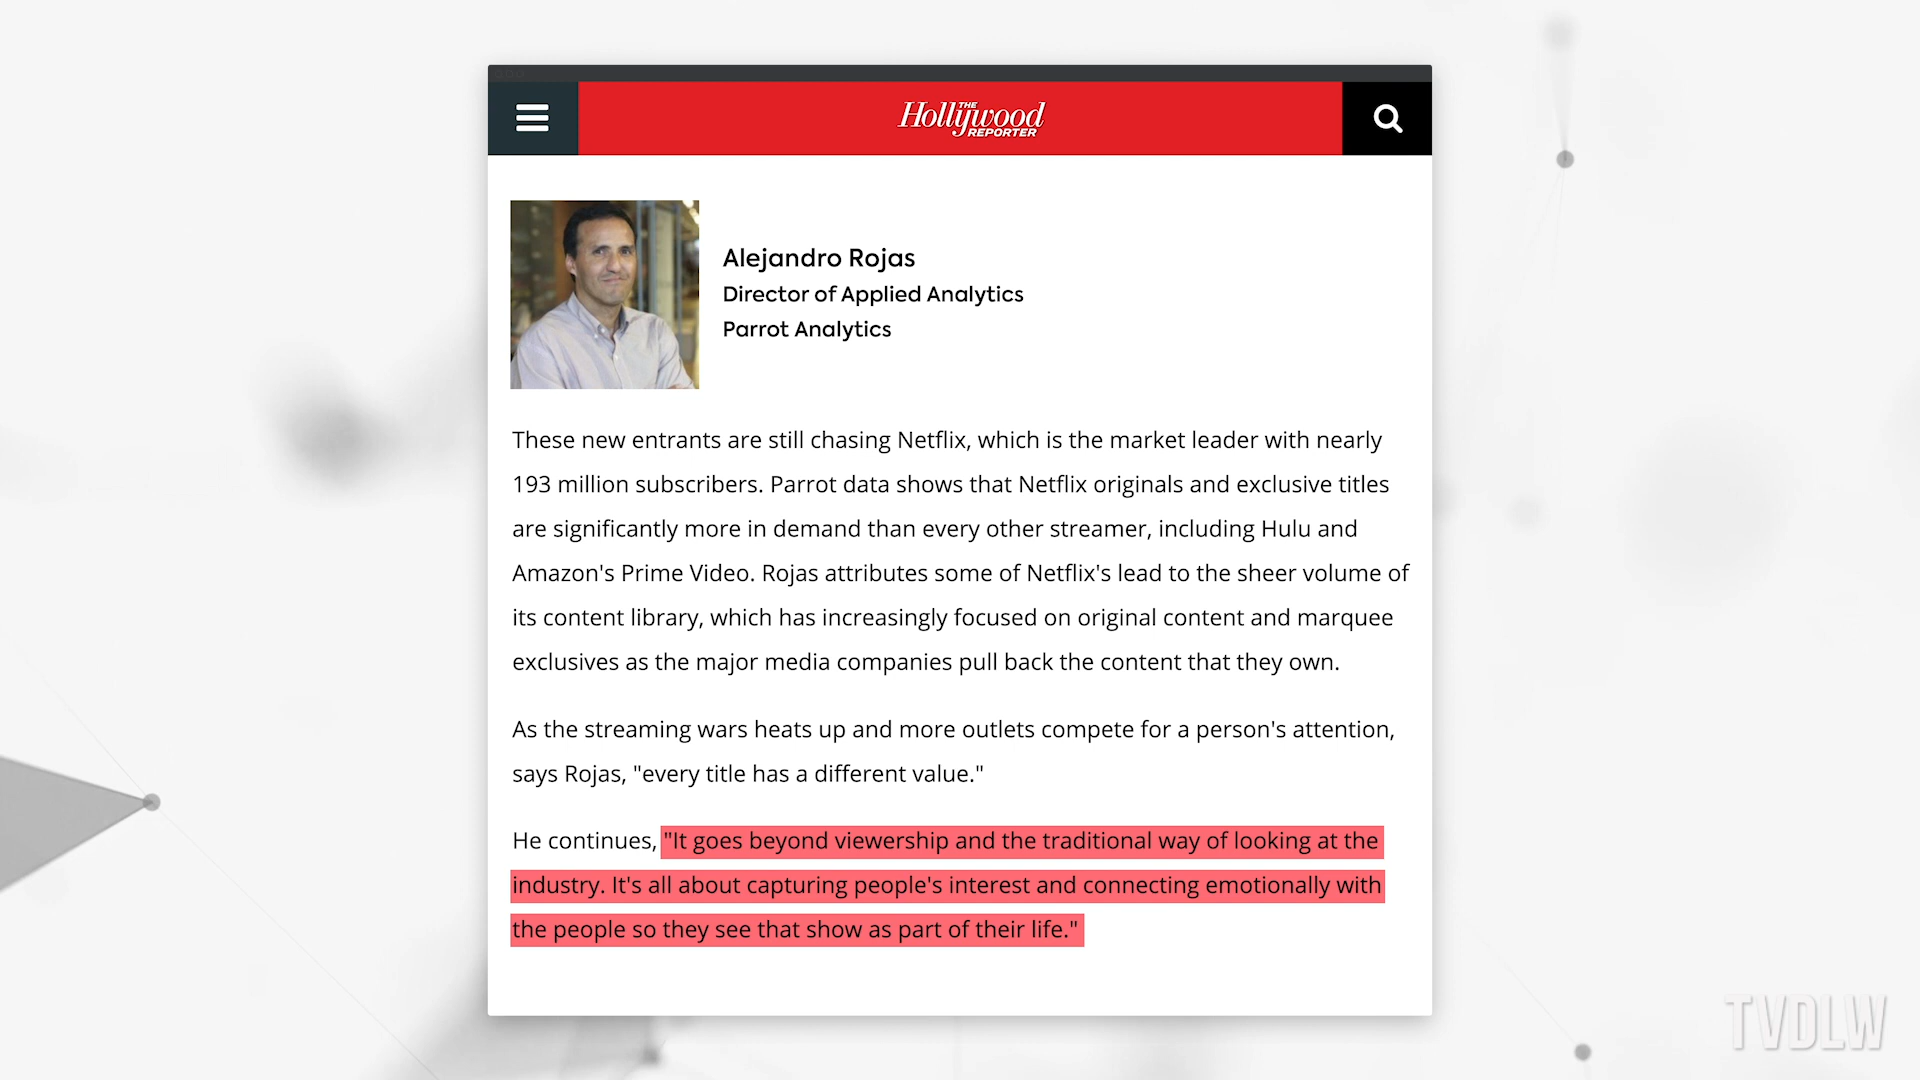 THE
Hollywood
REPORTER
Alejandro Rojas
Director of Applied Analytics
Parrot Analytics
These new entrants are still chasing Netflix, which is the market leader with nearly
193 million subscribers. Parrot data shows that Netflix originals and exclusive titles
are significantly more in demand than every other streamer, including Hulu and
Amazon's Prime Video. Rojas attributes some of Netflix's lead to the sheer volume of
its content library, which has increasingly focused on original content and marquee
exclusives as the major media companies pull back the content that they own.
As the streaming wars heats up and more outlets compete for a person's attention,
says Rojas, "every title has a different value."
He continues, "It goes beyond viewership and the traditional way of looking at the
industry. It's all about capturing people's interest and connecting emotionally with
the people so they see that show as part of their life."
TVDLW